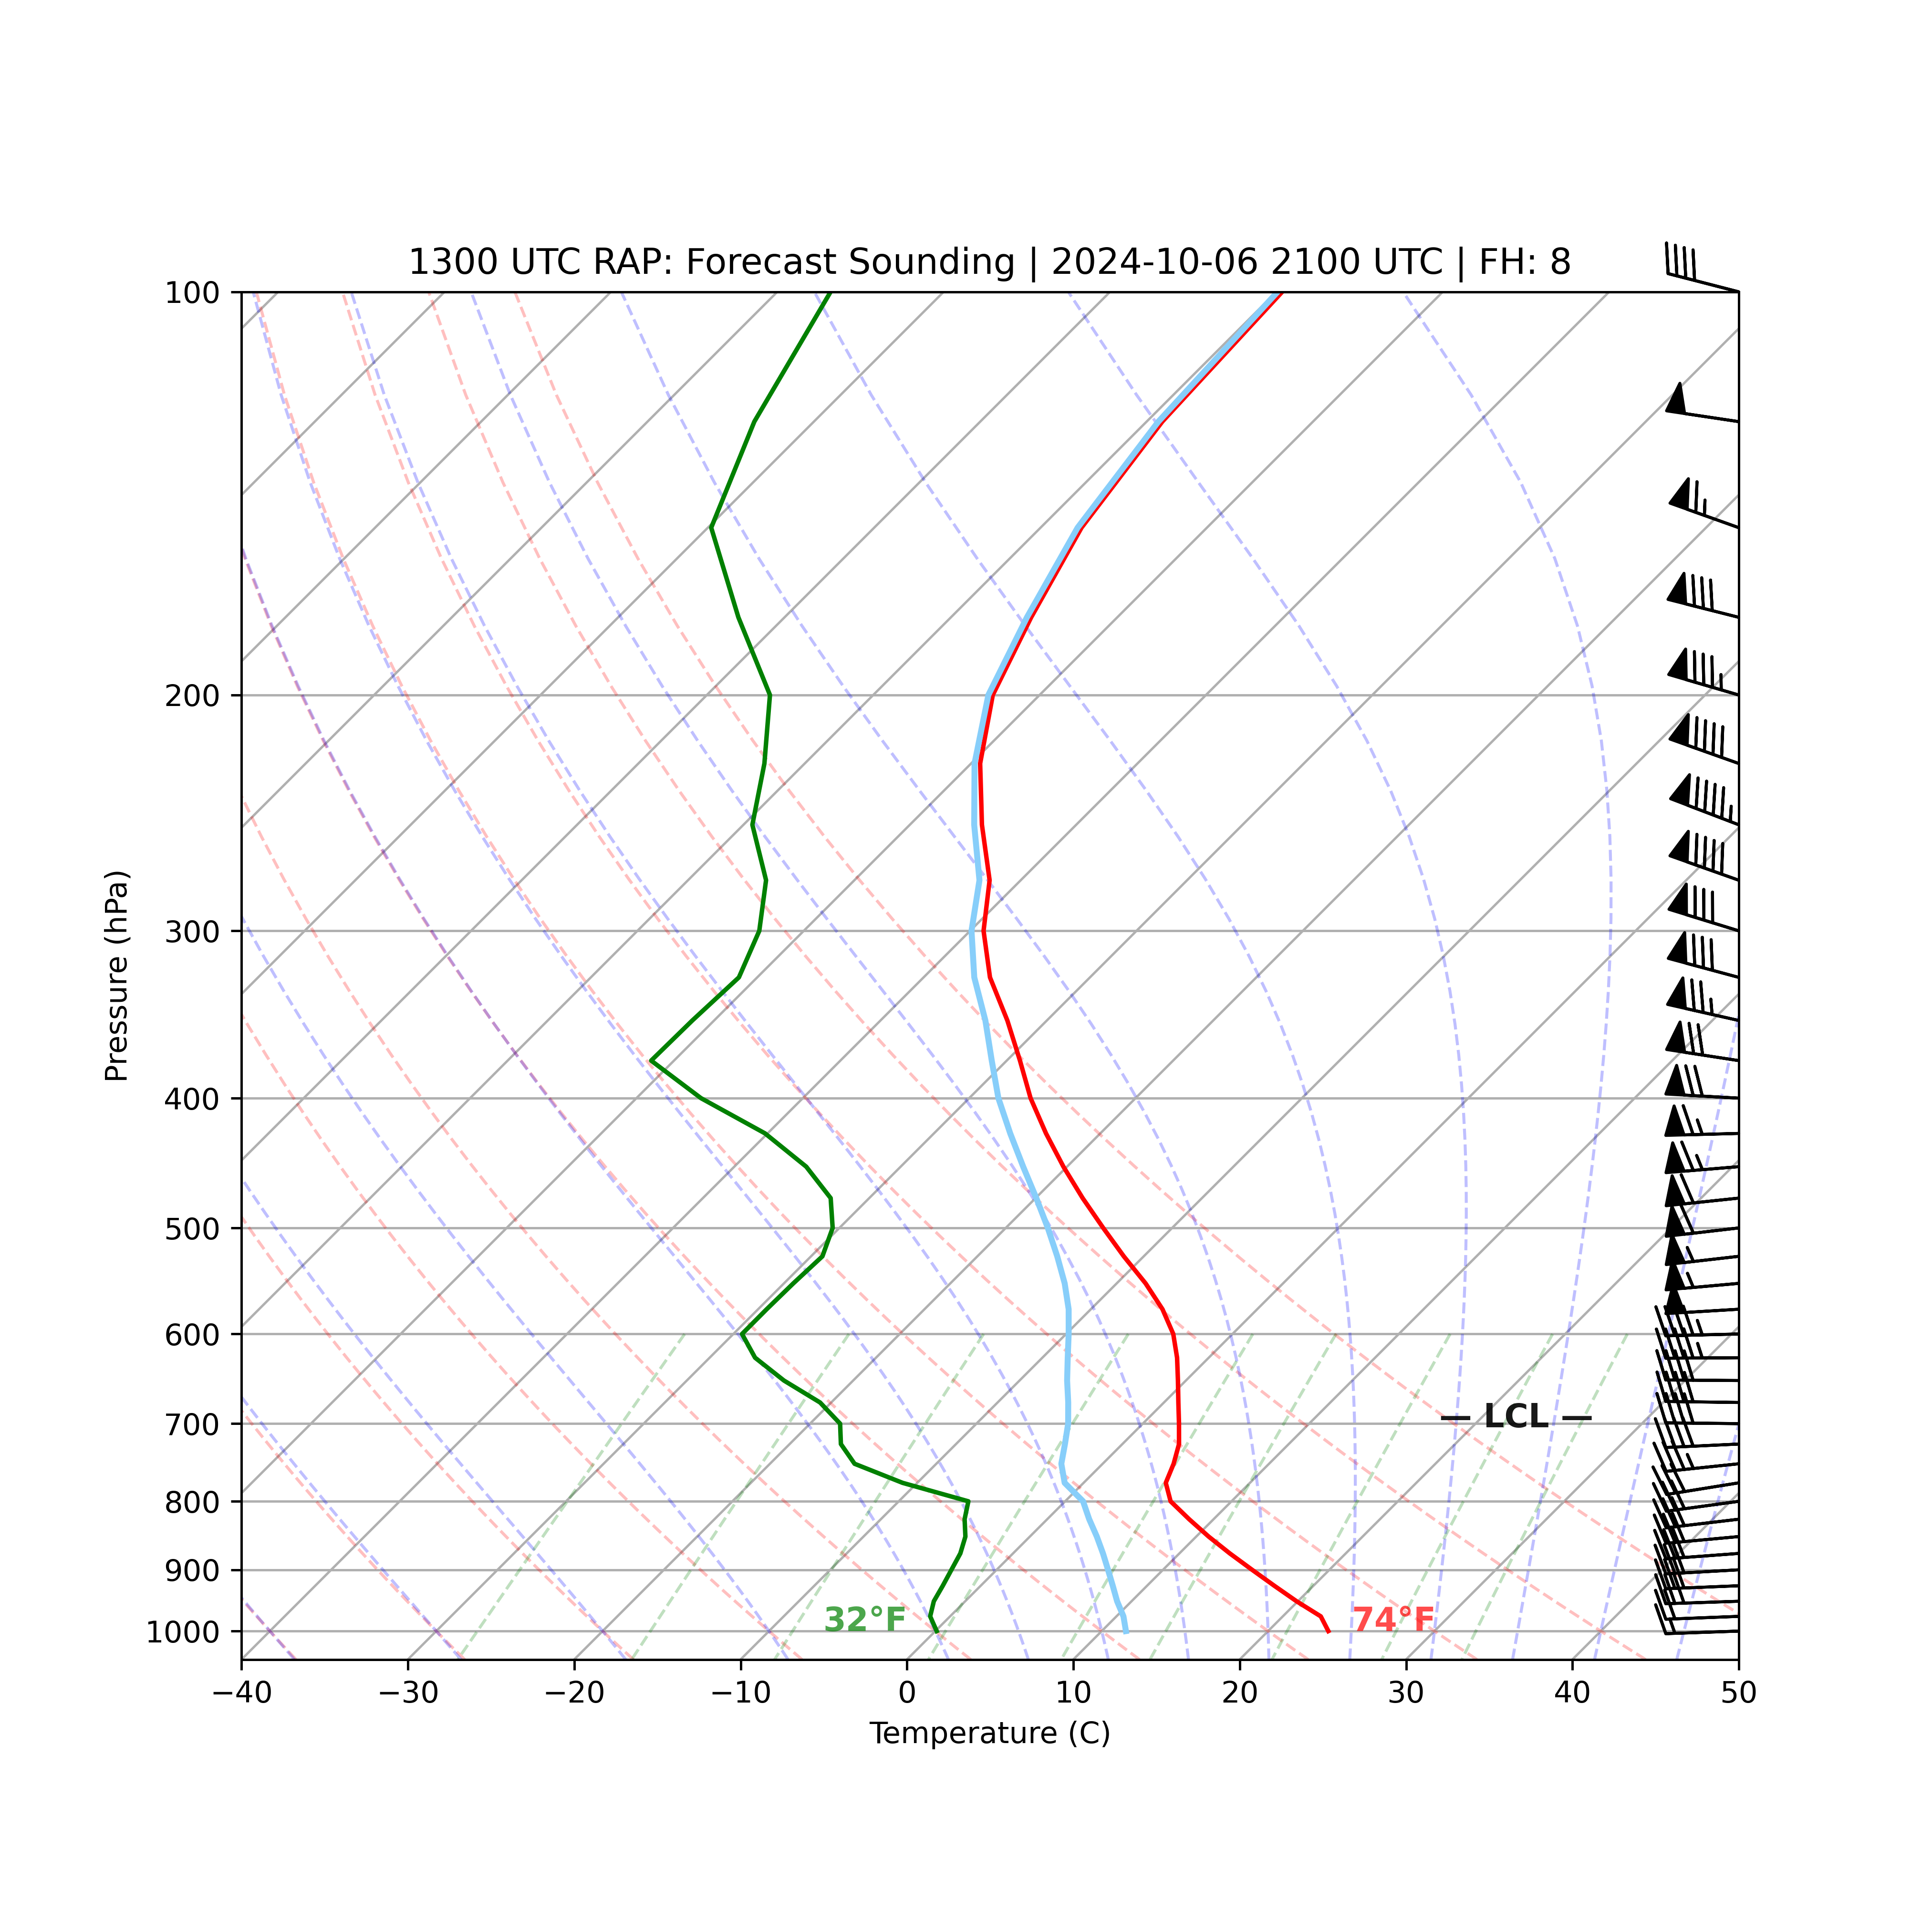 1300 UTC RAP: Forecast Sounding | 2024-10-06 2100 UTC | FH: 8
100
200
300
400
500
600
700
800
900
1000
Pressure (hPa)
— LCL —
32°F
74°F
−40 −30 −20 −10 0 10 20 30 40 50
Temperature (C)